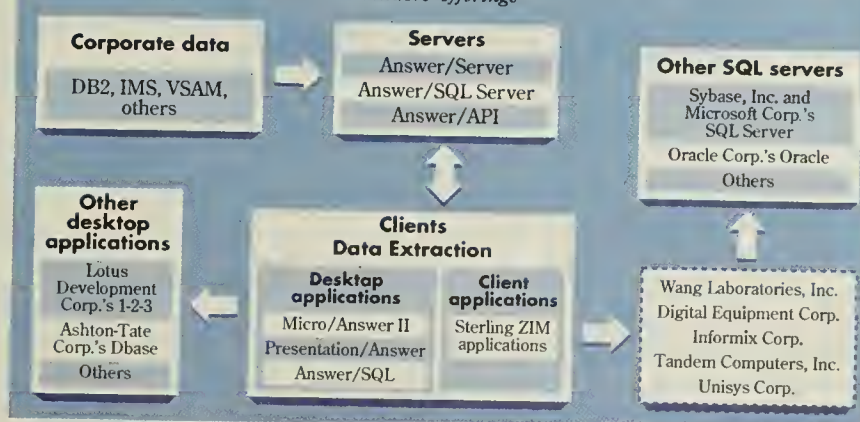 offerings
Corporate data
DB2, IMS, VSAM,
others
Servers
Answer/Server
Answer/SQL Server
Answer/API
Other SQL servers
Sybase, Inc. and
Microsoft Corp.'s
SQL Server
Oracle Corp.'s Oracle
Others
Other
desktop
applications
Lotus
Development
Corp.'s 1-2-3
Ashton-Tate
Corp.'s Dbase
Others
Clients
Data Extraction
Desktap
applications
Micro/Answer II
Presentation/Answer
Answer/SQL
Client
applications
Sterling ZIM
applications
Wang Laboratories, Inc.
Digital Equipment Corp.
Informix Corp.
Tandem Computers, Inc.
Unisys Corp.